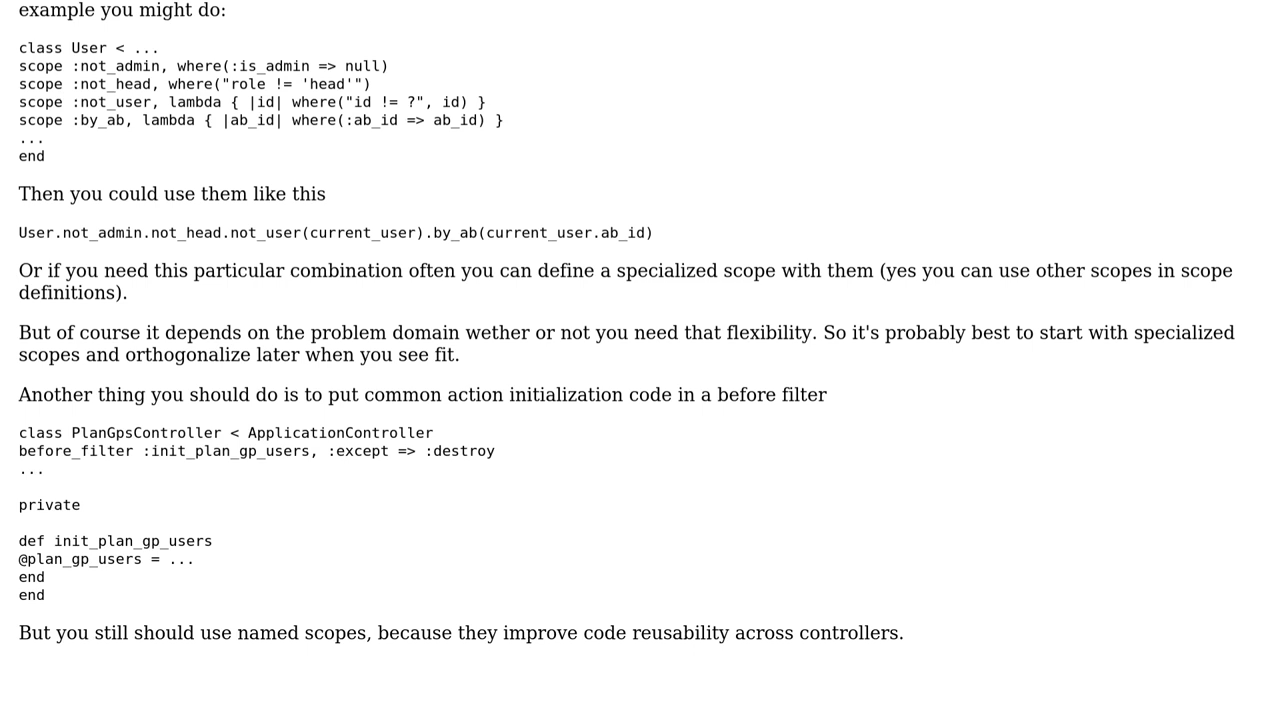 example you might do:
class User < ...
scope :not_admin, where(:is_admin => null)
scope :not_head, where("role != 'head'")
scope :not_user, lambda { |id| where("id != ?", id) }
scope :by_ab, lambda { |ab_id| where(:ab_id => ab_id) }
...
end
Then you could use them like this
User.not_admin.not_head.not_user(current_user).by_ab(current_user.ab_id)
Or if you need this particular combination often you can define a specialized scope with them (yes you can use other scopes in scope
definitions).
But of course it depends on the problem domain wether or not you need that flexibility. So it's probably best to start with specialized
scopes and orthogonalize later when you see fit.
Another thing you should do is to put common action initialization code in a before filter
class PlanGpsController < ApplicationController
before_filter :init_plan_gp_users, :except => :destroy
...
private
def init_plan_gp_users
@plan_gp_users = ...
end
end
But you still should use named scopes, because they improve code reusability across controllers.